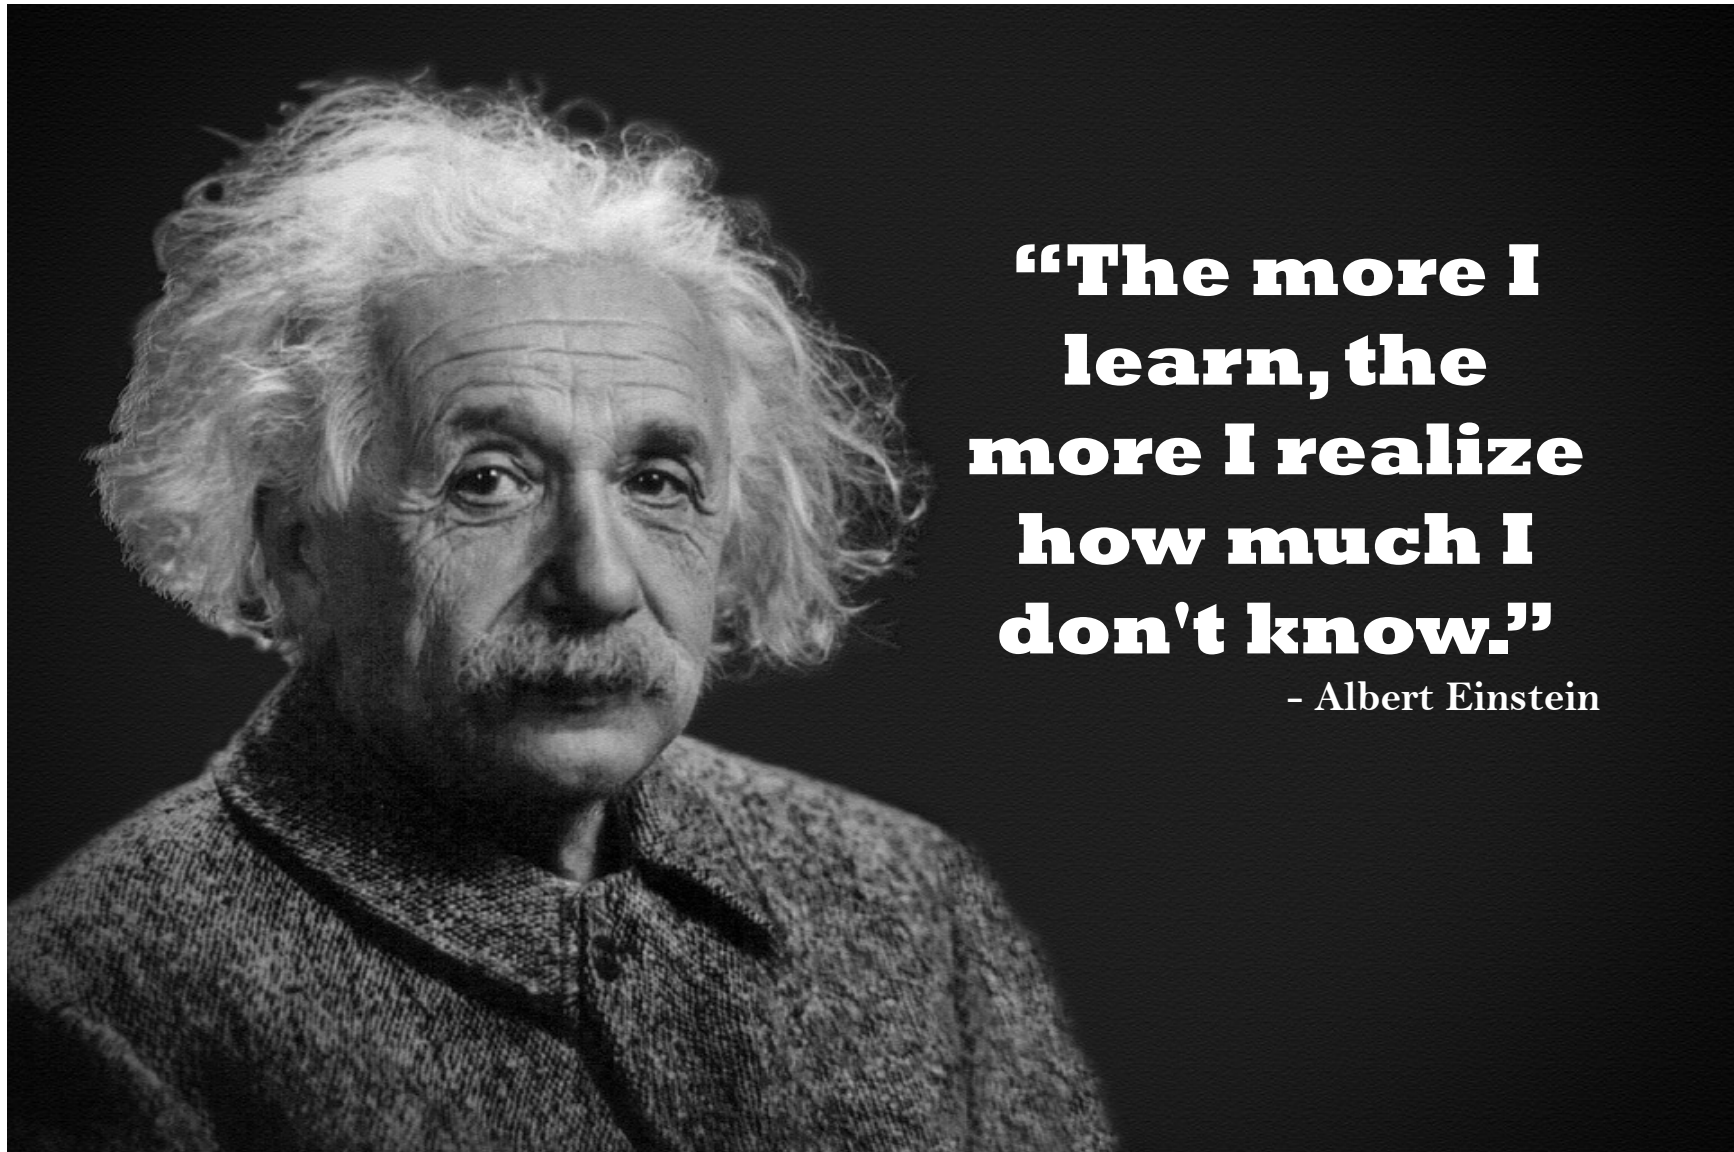 “The more I
learn, the
more I realize
how much I
don't know.”
- Albert Einstein